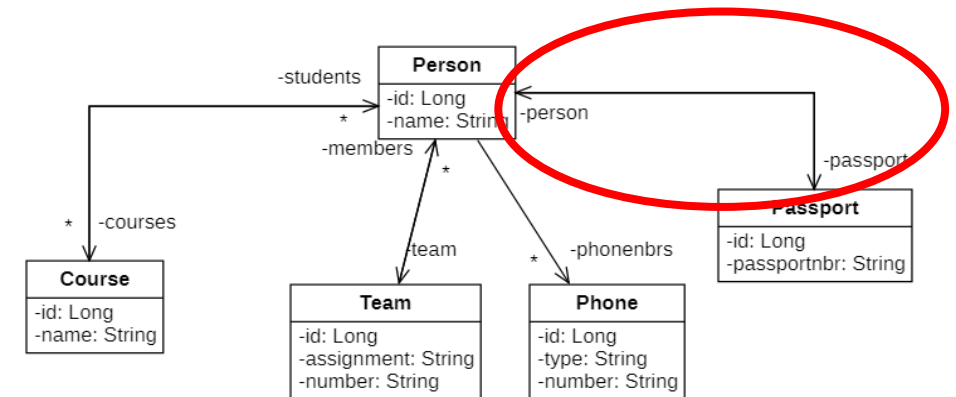 Person
-students
-id: Long
*
-name: String
-person
-members
*
-passport
*
-courses
-team
*
-phonenbrs
Passport
-id: Long
-passportnbr: String
Course
-id: Long
-name: String
Team
-id: Long
-assignment: String
-number: String
Phone
-id: Long
-type: String
-number: String